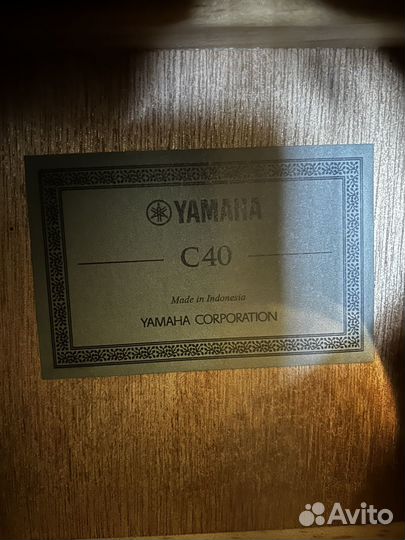 YAMAHA
C40
Made in Indonesia
YAMAHA CORPORATION
Avito